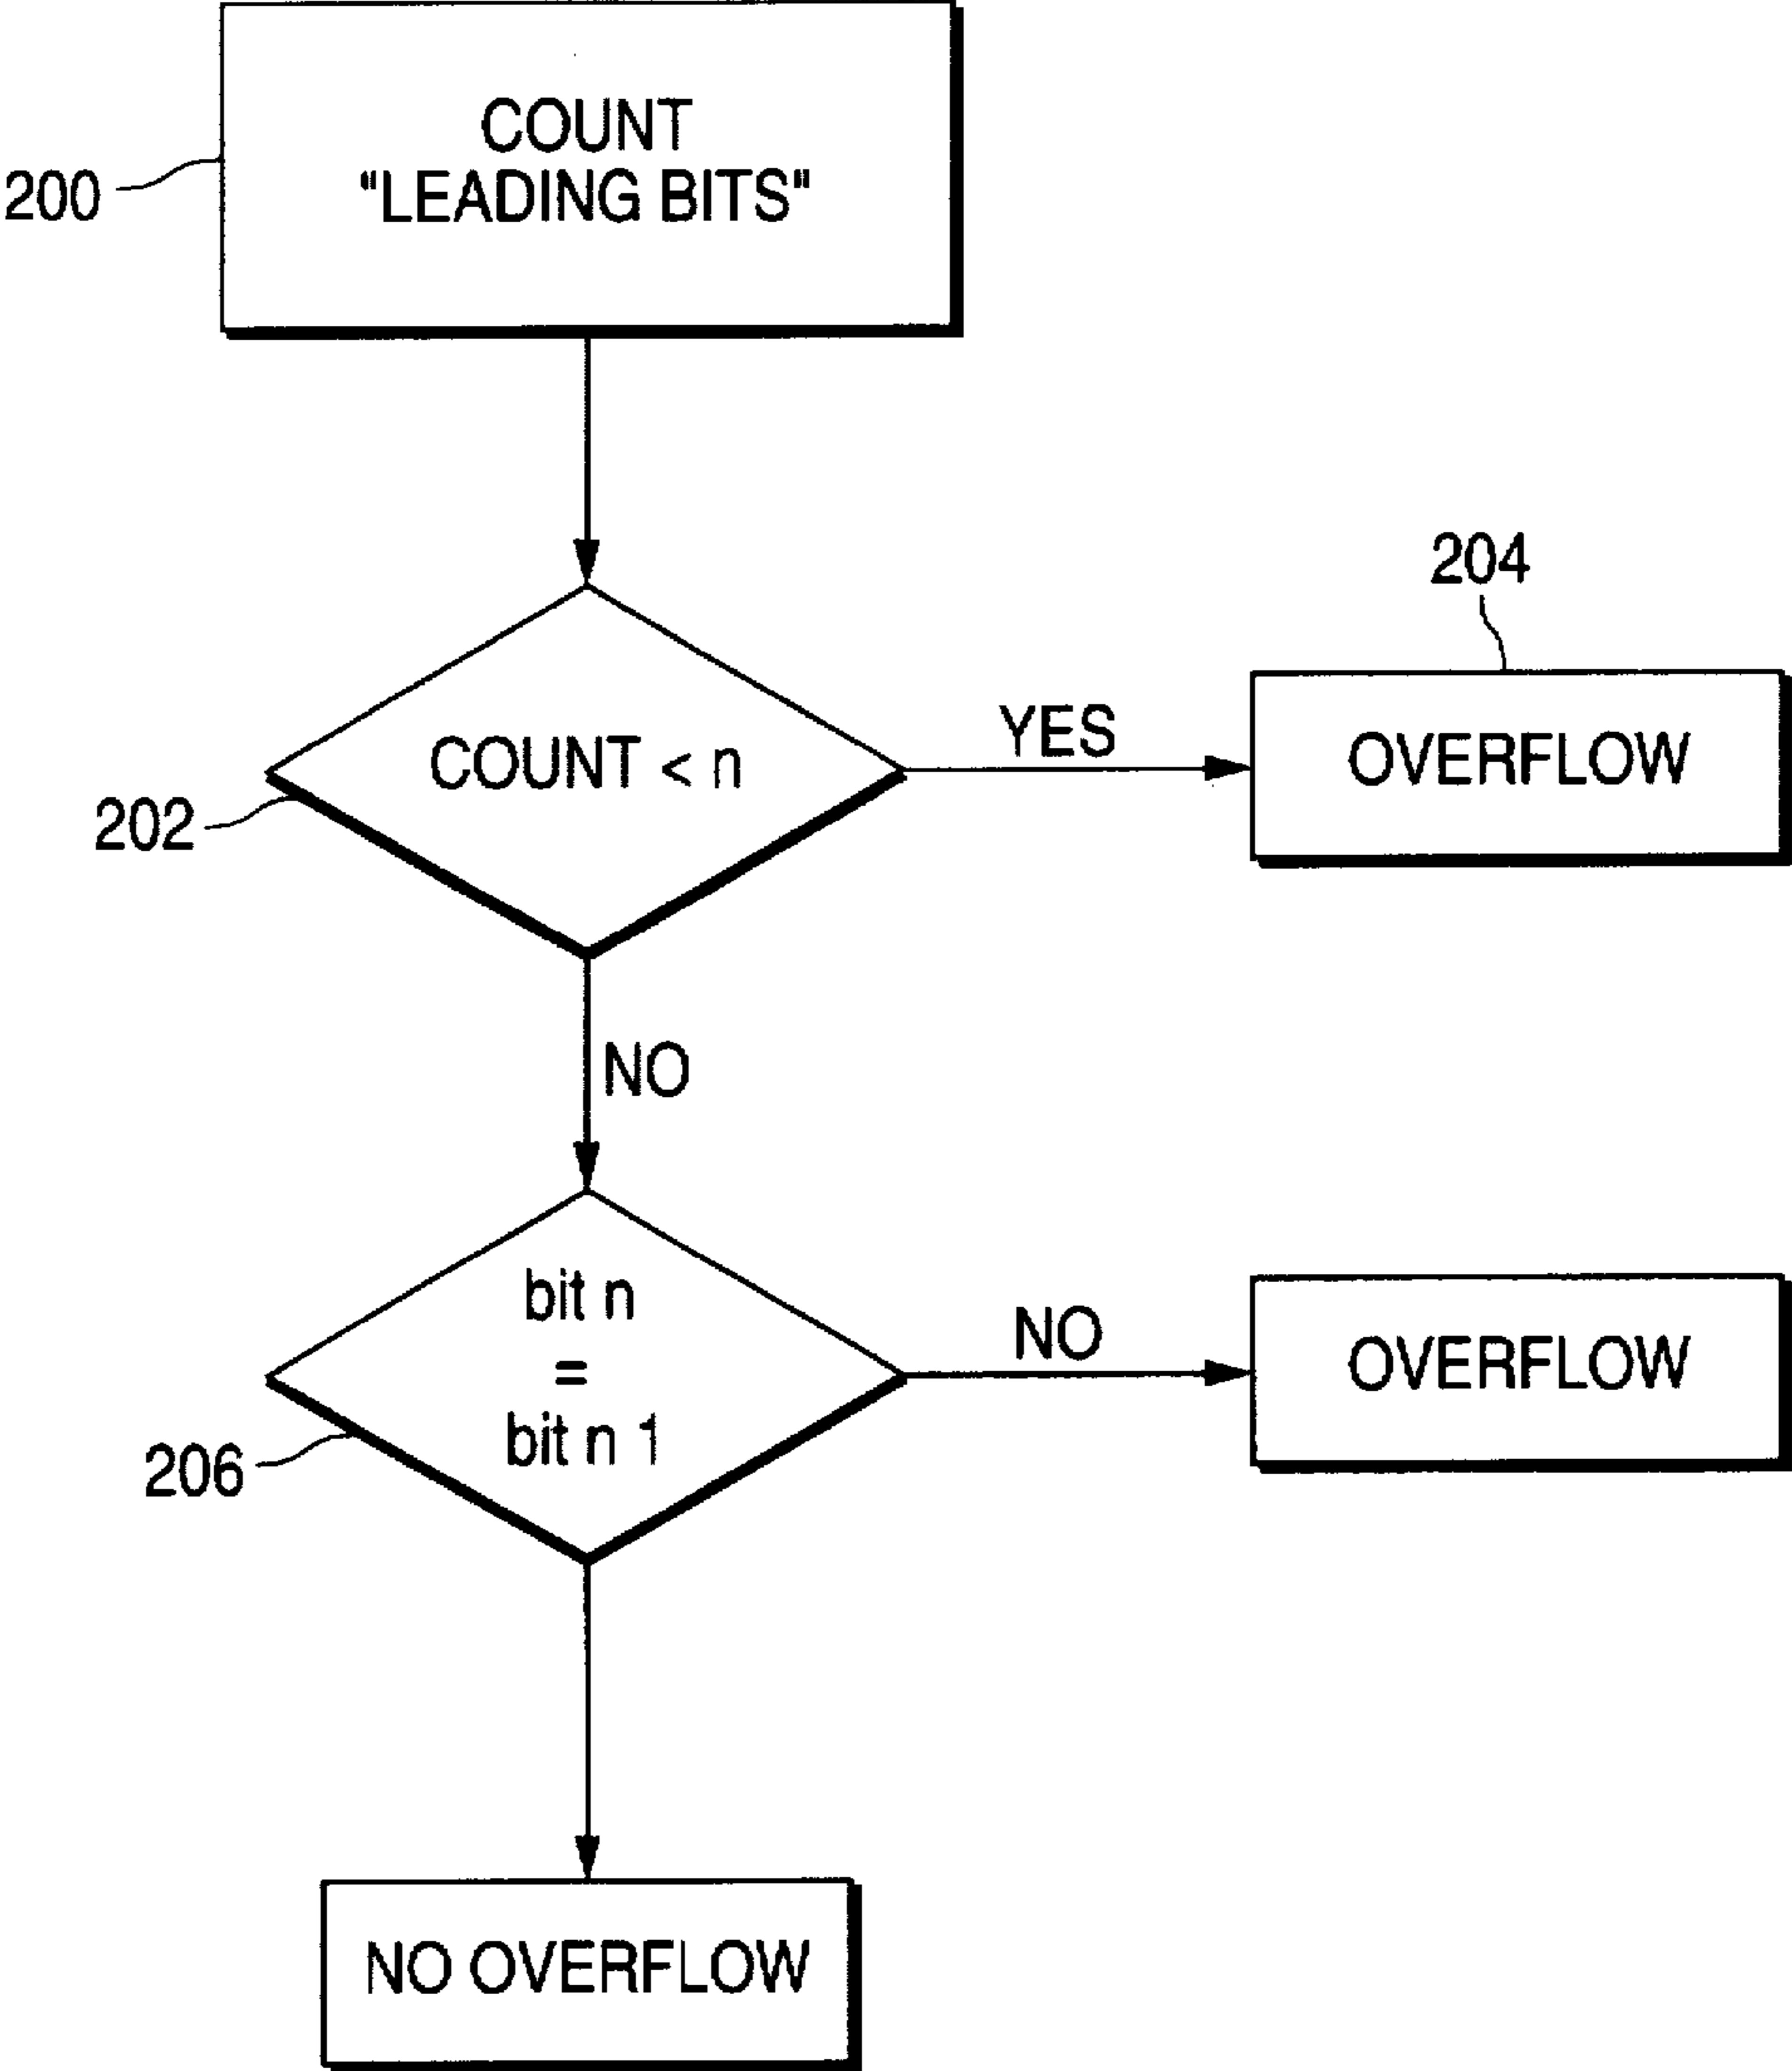 COUNT
"LEADING BITS"
200
204
COUNT < n
YES
OVERFLOW
202
NO
bit n
=
bit n 1
NO
OVERFLOW
206
NO OVERFLOW